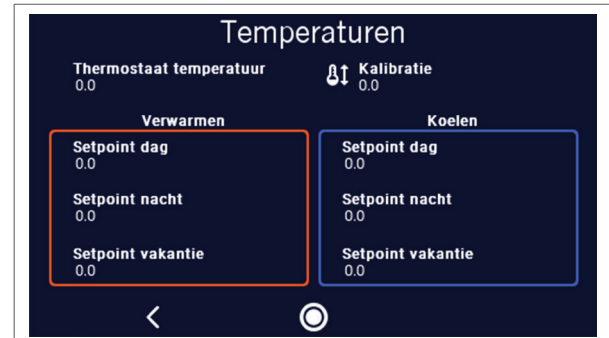 Temperaturen
Thermostaat temperatuur
0.0
Kalibratie
0.0
Verwarmen
Setpoint dag
0.0
Setpoint nacht
0.0
Setpoint vakantie
0.0
Koelen
Setpoint dag
0.0
Setpoint nacht
0.0
Setpoint vakantie
0.0